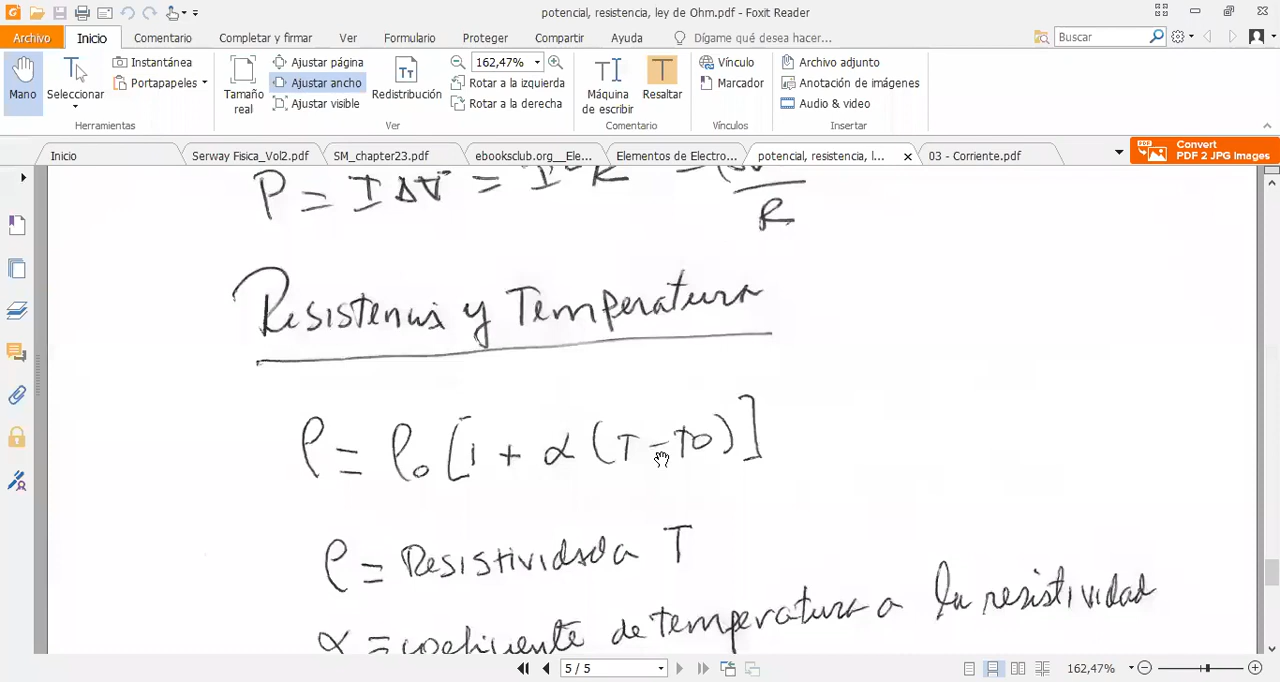 potencial, resistencia, ley de Ohm.pdf - Foxit Reader
Archivo Inicio Comentario Completar y firmar Ver Formulario Proteger Compartir Ayuda Dígame qué desea hacer... Buscar
Mano Seleccionar Instantánea Portapapeles
Herramientas
Tamaño real Ajustar página Ajustar ancho Ajustar visible Redistribución 162,47% Rotar a la izquierda Rotar a la derecha
Ver
Máquina de escribir Resaltar
Comentario
Vínculo Marcador
Vínculos
Archivo adjunto Anotación de imágenes Audio & video
Insertar
Inicio Serway Fisica_Vol2.pdf SM_chapter23.pdf ebooksclub.org__Ele... Elementos de Electro... potencial, resistencia, l... 03 - Corriente.pdf Convert PDF 2 JPG Images
P = I ΔV = I² R = R
Resistencia y Temperatura
ρ = ρ₀ [1 + α (T - T0)]
ρ = Resistividad a T
α = coeficiente de temperatura a la resistividad
5 / 5 162,47%